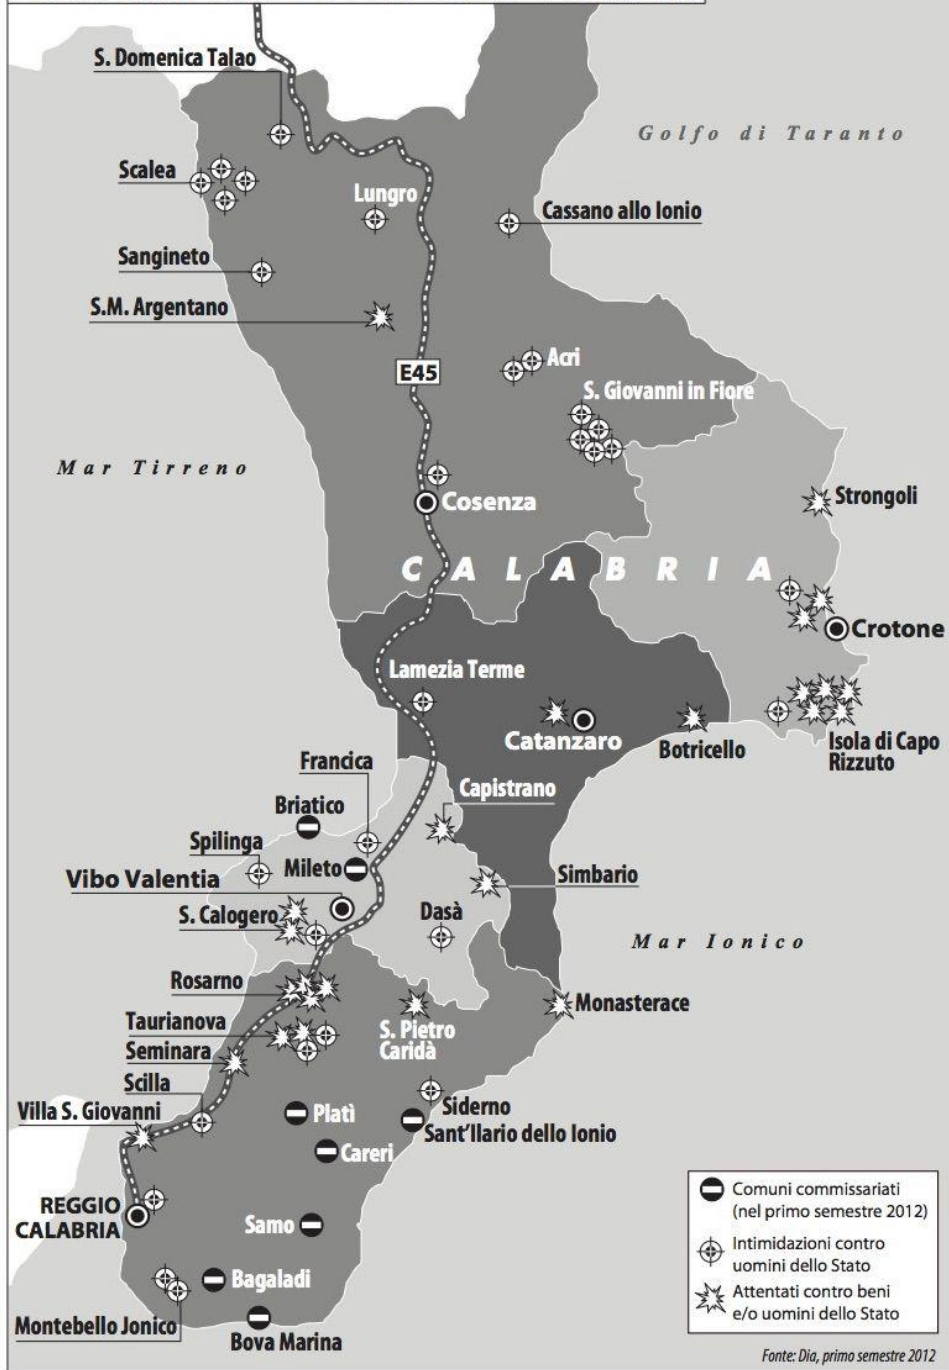 S. Domenica Talao
Golfo di Taranto
Scalea
Lungro
Cassano allo Ionio
Sangineto
S.M. Argentano
Acri
E45
S. Giovanni in Fiore
Mar Tirreno
Cosenza
Strongoli
CALABRIA
Crotone
Lamezia Terme
Catanzaro
Botricello
Isola di Capo
Rizzuto
Francica
Capistrano
Briatico
Spilinga
Mileto
Simbario
Vibo Valentia
S. Calogero
Dasà
Mar Ionico
Rosarno
Monasterace
Taurianova
S. Pietro
Caridà
Seminara
Scilla
Villa S. Giovanni
Platì
Siderno
Sant'Ilario dello Ionio
Careri
REGGIO
CALABRIA
Samo
Bagaladi
Montebello Jonico
Bova Marina
Comuni commissariati
(nel primo semestre 2012)
Intimidazioni contro
uomini dello Stato
Attentati contro beni
e/o uomini dello Stato
Fonte: Dia, primo semestre 2012